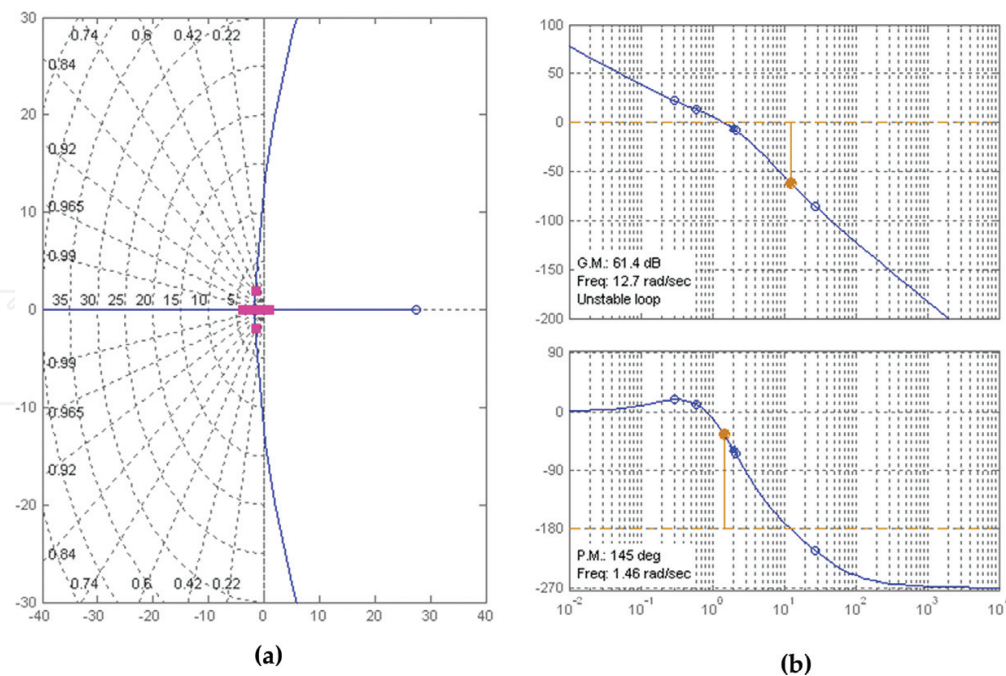 30
20
10
0
-10
-20
-30
0.74 0.6 0.42 0.22
0.84
0.92
0.965
0.99
35 30 25 20 15 10 5
0.99
0.965
0.92
0.84
0.74 0.6 0.42 0.22
-40 -30 -20 -10 0 10 20 30 40
(a)
100
50
0
-50
-100
-150
-200
G.M.: 61.4 dB
Freq: 12.7 rad/sec
Unstable loop
90
0
-90
-180
-270
P.M.: 145 deg
Freq: 1.46 rad/sec
10⁻² 10⁻¹ 10⁰ 10¹ 10² 10³
(b)